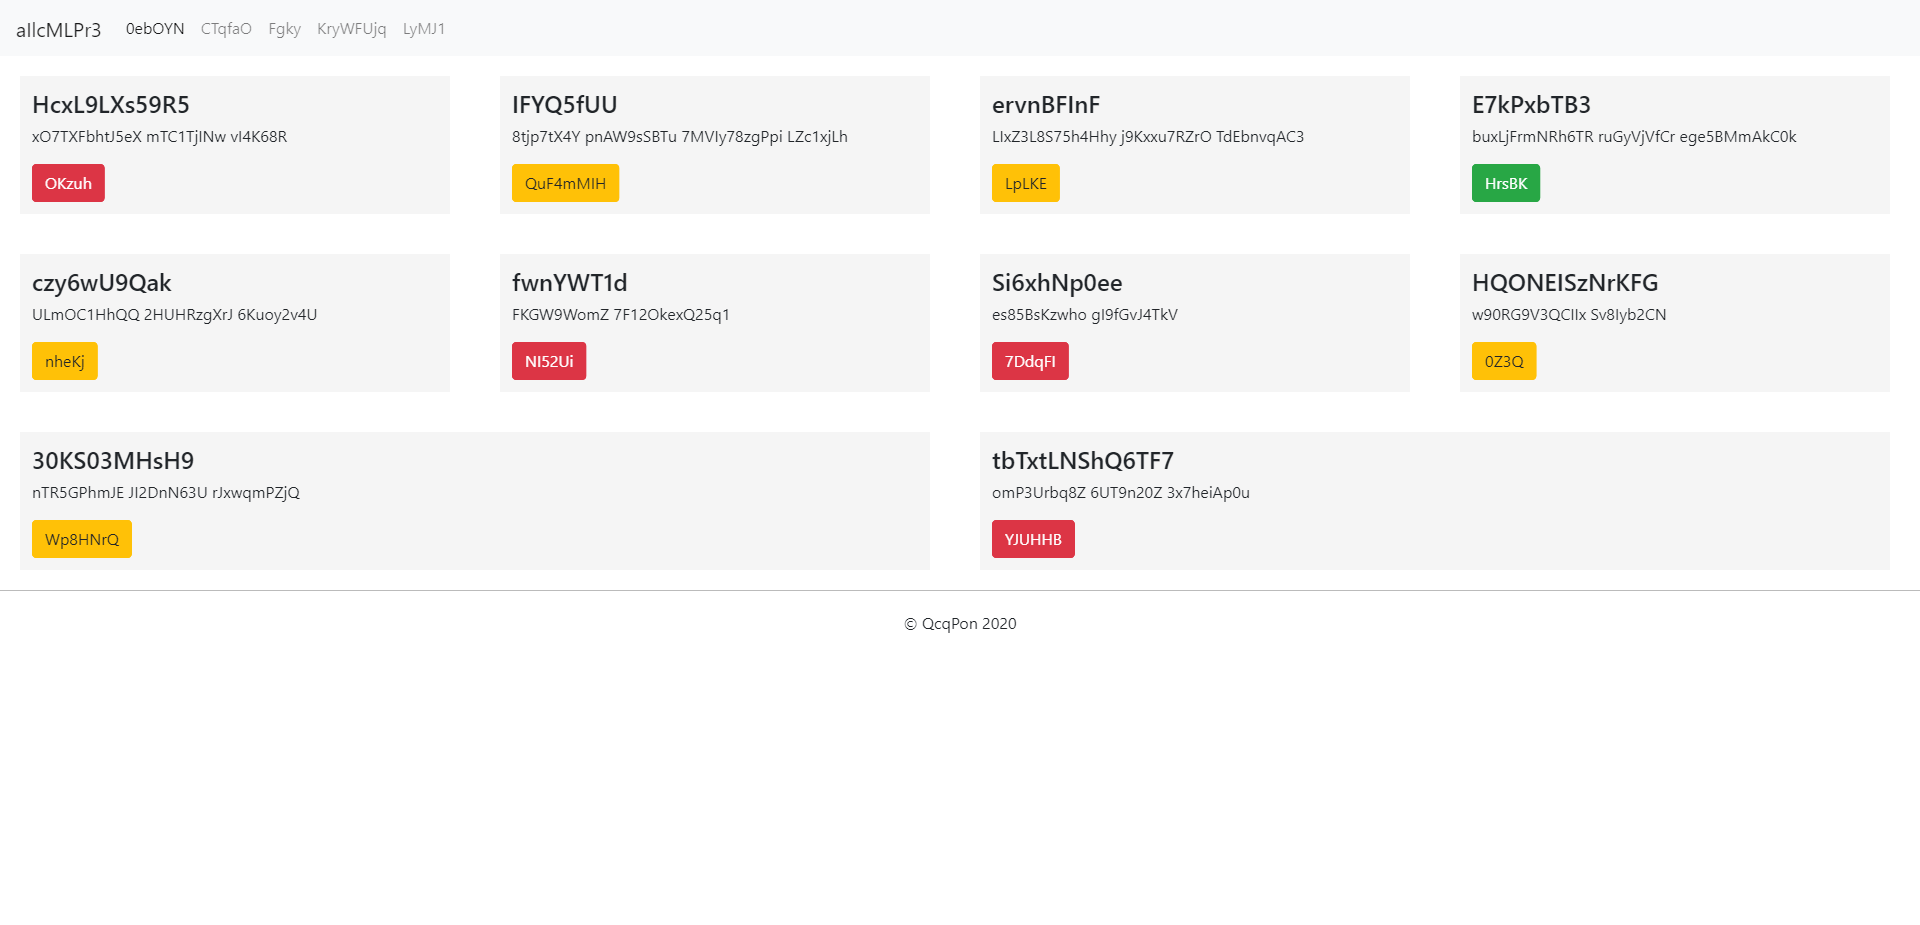 aIlcMLPr3 0ebOYN CTqfaO Fgky KryWFUjq LyMJ1
HcxL9LXs59R5
xO7TXFbhtJ5eX mTC1TjINw vI4K68R
OKzuh
IFYQ5fUU
8tjp7tX4Y pnAW9sSBTu 7MVIy78zgPpi LZc1xjLh
QuF4mMIH
ervnBFInF
LIxZ3L8S75h4Hhy j9Kxxu7RZrO TdEbnvqAC3
LpLKE
E7kPxbTB3
buxLjFrmNRh6TR ruGyVjVfCr ege5BMmAkC0k
HrsBK
czy6wU9Qak
ULmOC1HhQQ 2HUHRzgXrJ 6Kuoy2v4U
nheKj
fwnYWT1d
FKGW9WomZ 7F12OkexQ25q1
NI52Ui
Si6xhNp0ee
es85BsKzwho gI9fGvJ4TkV
7DdqFI
HQONEISzNrKFG
w90RG9V3QCIIx Sv8Iyb2CN
0Z3Q
30KS03MHsH9
nTR5GPhmJE JI2DnN63U rJxwqmPZjQ
Wp8HNrQ
tbTxtLNShQ6TF7
omP3Urbq8Z 6UT9n20Z 3x7heiAp0u
YJUHHB
© QcqPon 2020